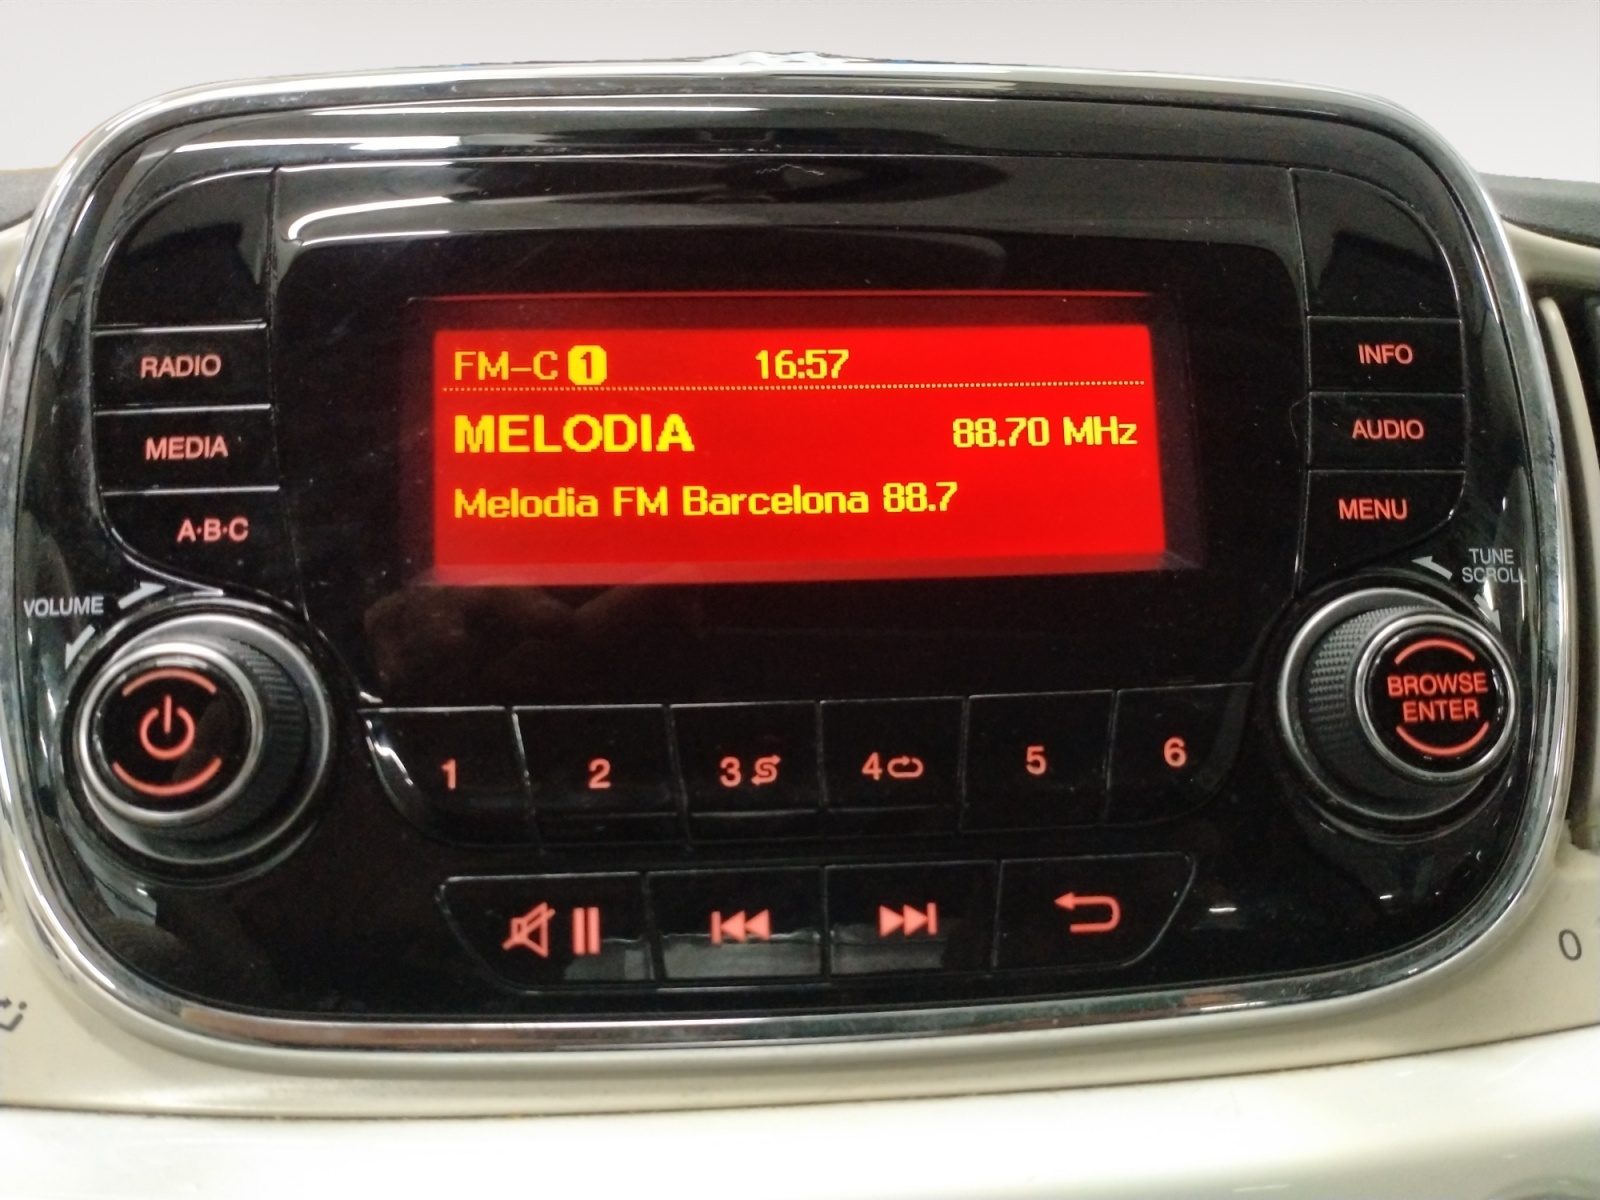 FM-C 1 16:57
MELODIA 88.70 MHz
Melodia FM Barcelona 88.7
RADIO
MEDIA
A·B·C
INFO
AUDIO
MENU
VOLUME
TUNE
SCROLL
BROWSE
ENTER
1 2 3 4 5 6
0